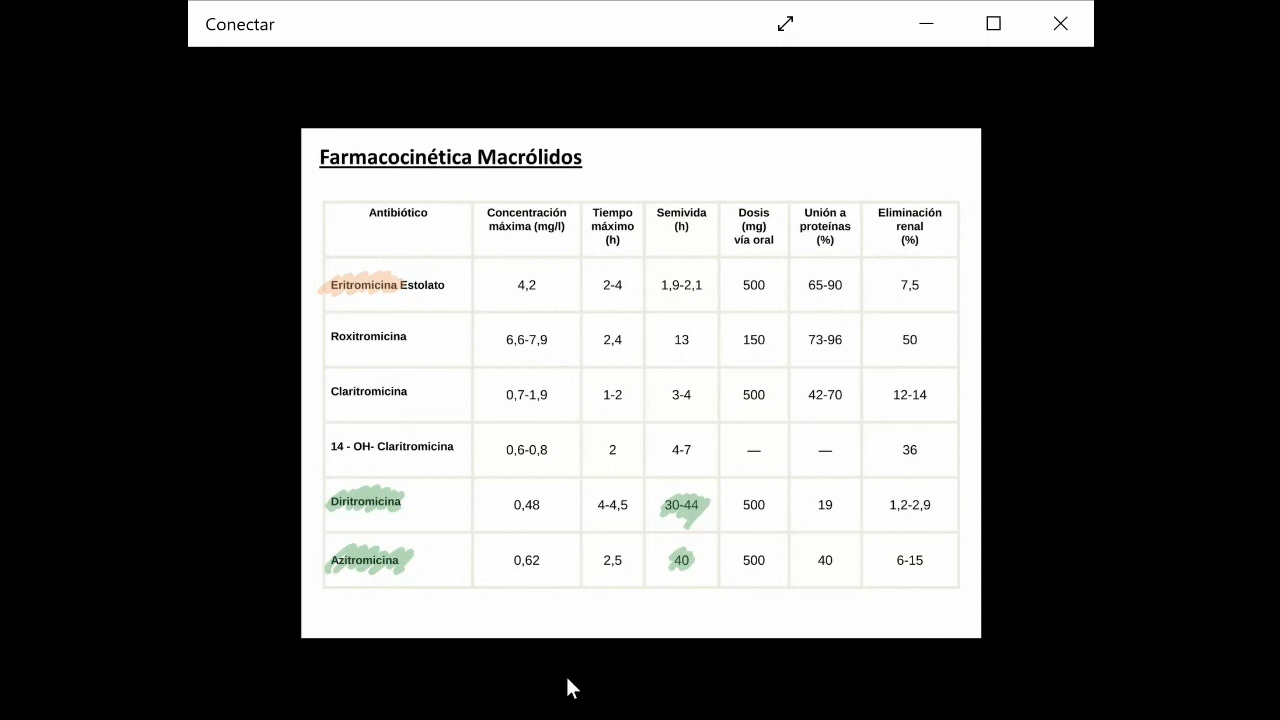 Conectar
Farmacocinética Macrólidos
Antibiótico Concentración máxima (mg/l) Tiempo máximo (h) Semivida (h) Dosis (mg) vía oral Unión a proteínas (%) Eliminación renal (%)
Eritromicina Estolato 4,2 2-4 1,9-2,1 500 65-90 7,5
Roxitromicina 6,6-7,9 2,4 13 150 73-96 50
Claritromicina 0,7-1,9 1-2 3-4 500 42-70 12-14
14 - OH- Claritromicina 0,6-0,8 2 4-7 — — 36
Diritromicina 0,48 4-4,5 30-44 500 19 1,2-2,9
Azitromicina 0,62 2,5 40 500 40 6-15